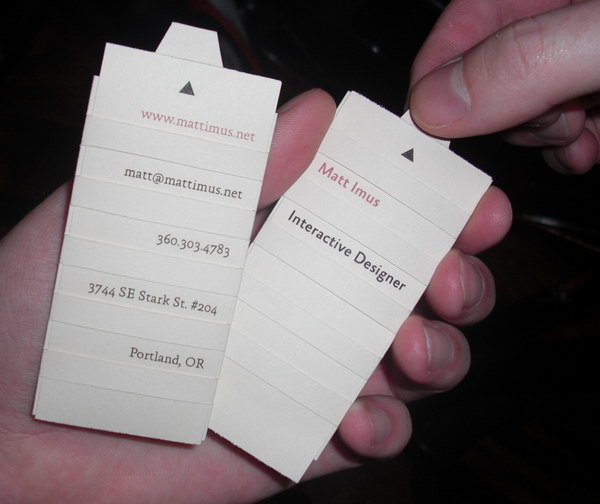 www.mattimus.net
matt@mattimus.net
360.303.4783
3744 SE Stark St. #204
Portland, OR
Matt Imus
Interactive Designer